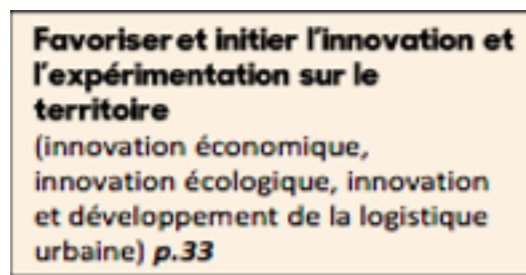 Favoriser et initier l'innovation et
l'expérimentation sur le
territoire
(innovation économique,
innovation écologique, innovation
et développement de la logistique
urbaine) p.33